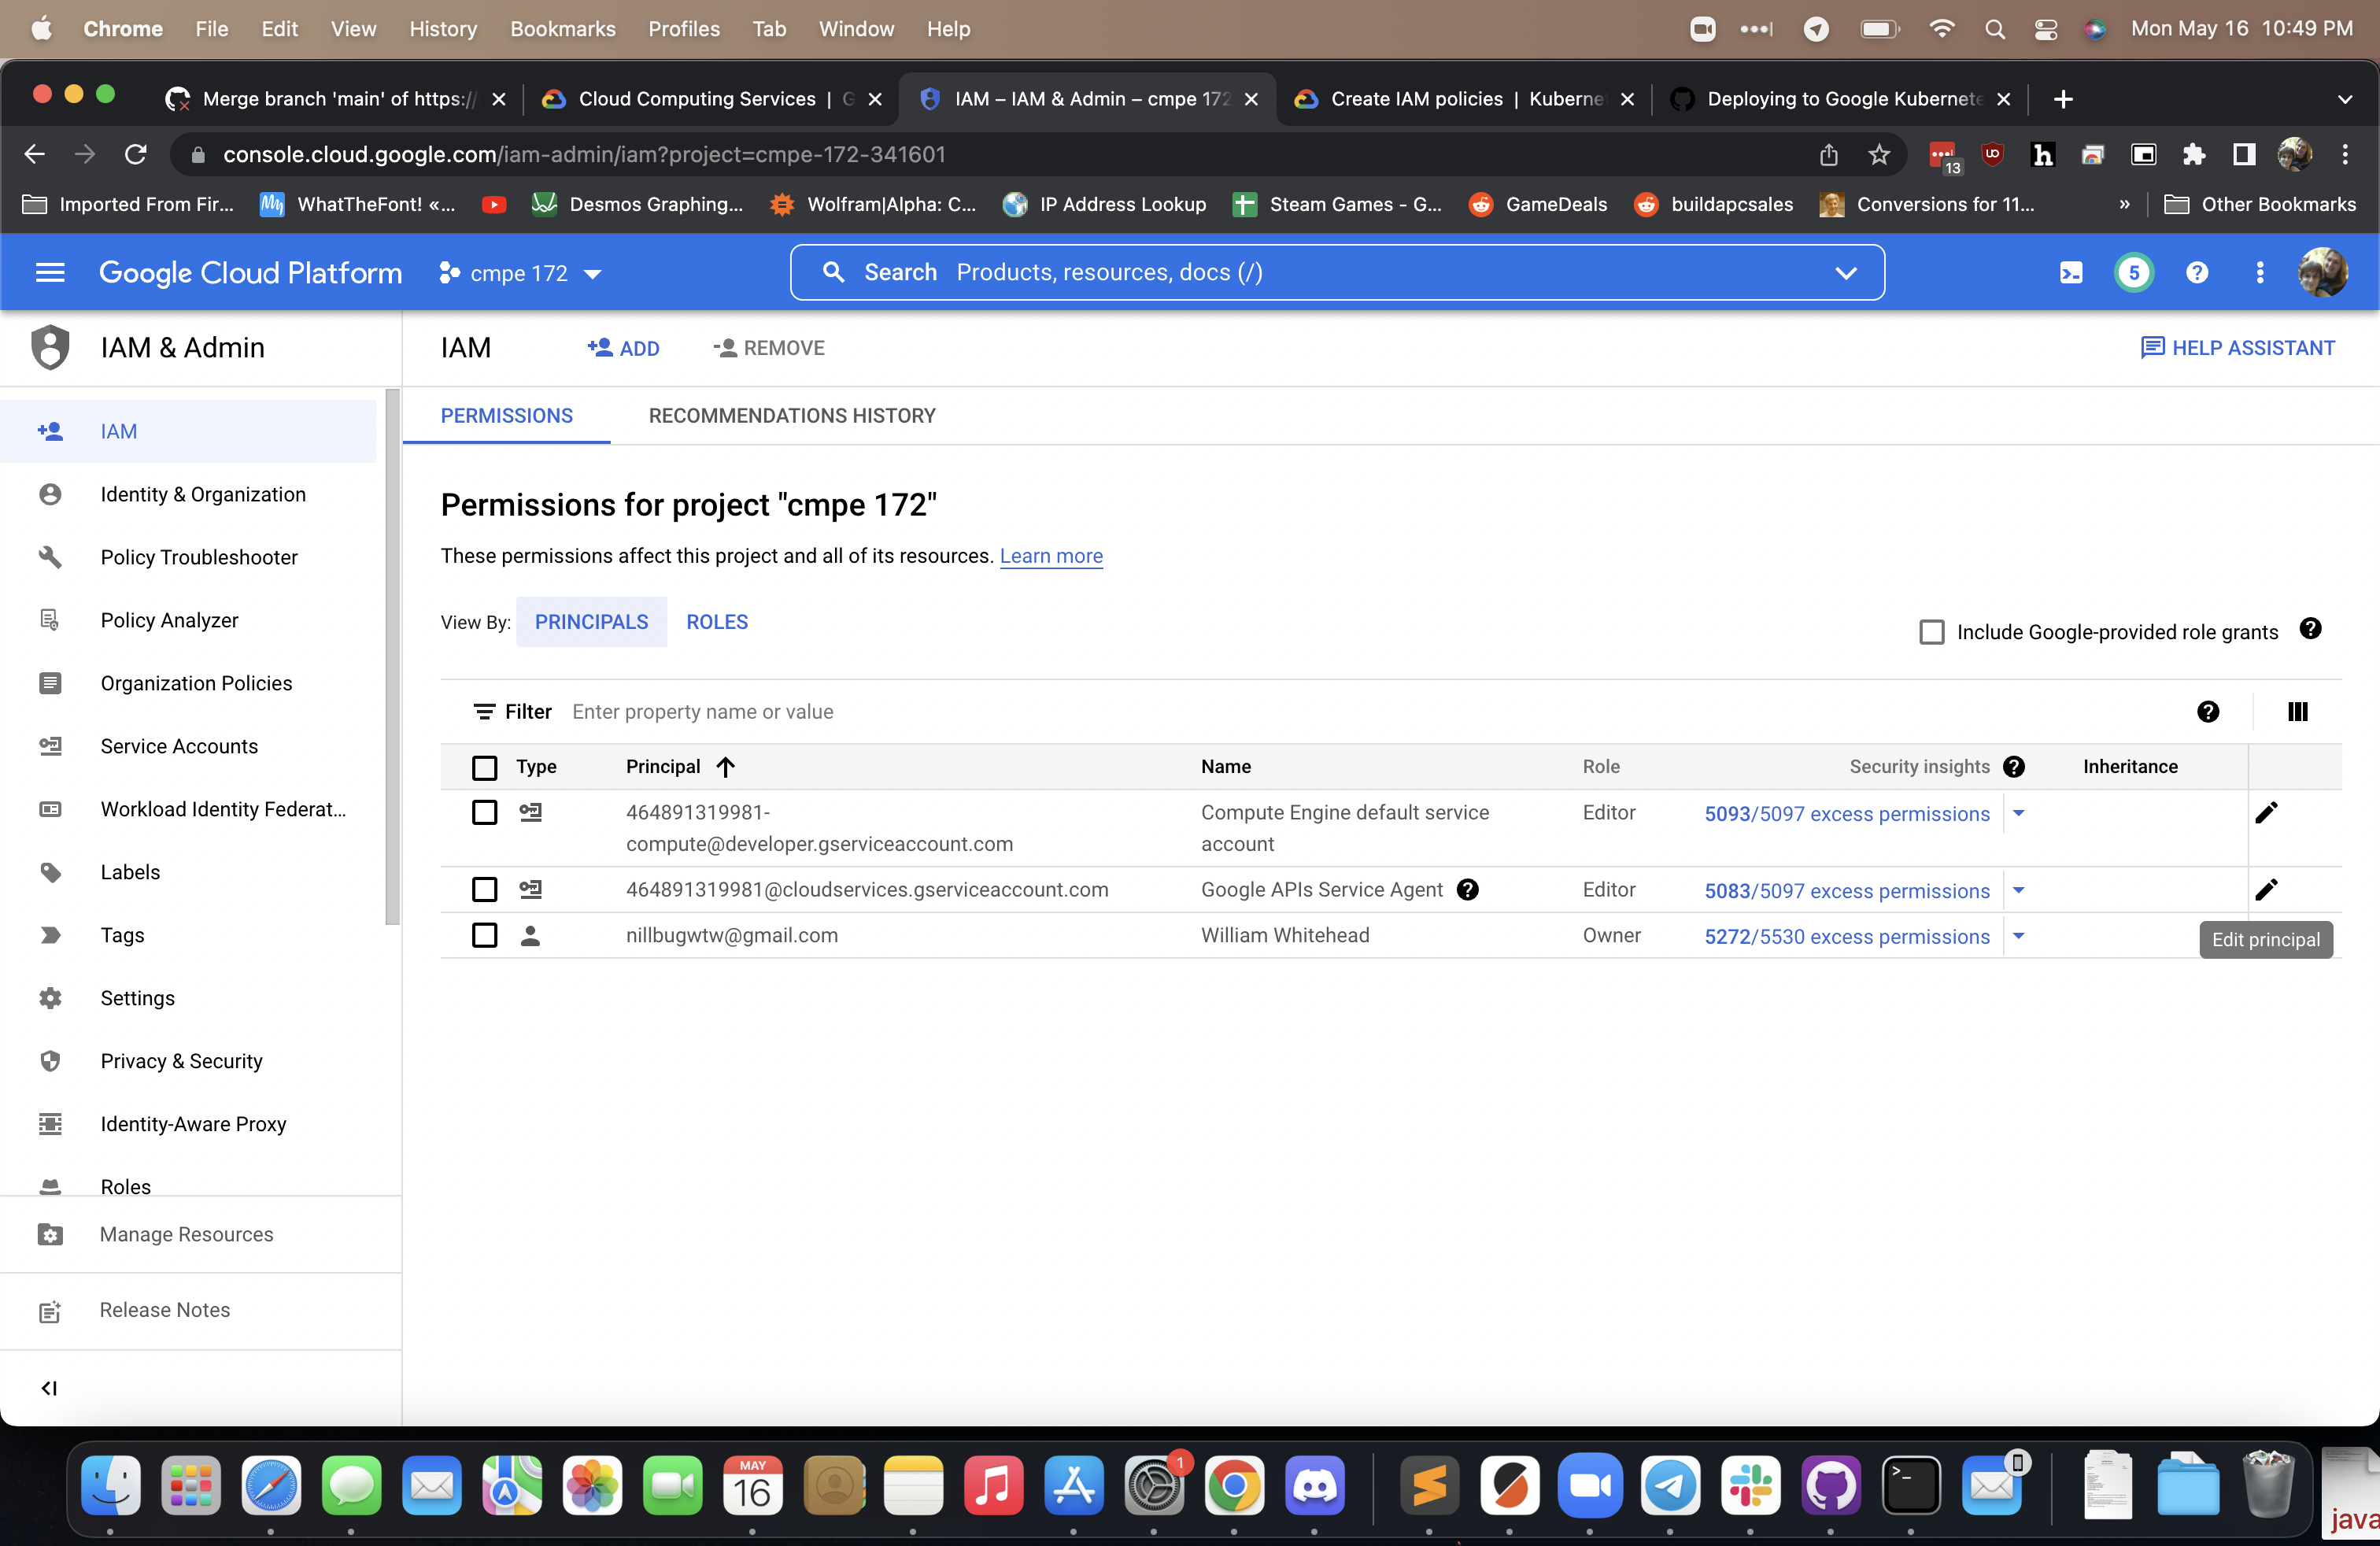 Chrome File Edit View History Bookmarks Profiles Tab Window Help Mon May 16 10:49 PM
Merge branch 'main' of https:// Cloud Computing Services | G IAM – IAM & Admin – cmpe 172 Create IAM policies | Kuberne Deploying to Google Kubernete
console.cloud.google.com/iam-admin/iam?project=cmpe-172-341601 13
Imported From Fir... WhatTheFont! «... Desmos Graphing... Wolfram|Alpha: C... IP Address Lookup Steam Games - G... GameDeals buildapcsales Conversions for 11... » Other Bookmarks
Google Cloud Platform cmpe 172 Search Products, resources, docs (/) 5
IAM & Admin
IAM ADD REMOVE HELP ASSISTANT
PERMISSIONS RECOMMENDATIONS HISTORY
IAM
Identity & Organization
Policy Troubleshooter
Policy Analyzer
Organization Policies
Service Accounts
Workload Identity Federat...
Labels
Tags
Settings
Privacy & Security
Identity-Aware Proxy
Roles
Manage Resources
Release Notes
Permissions for project "cmpe 172"
These permissions affect this project and all of its resources. Learn more
View By: PRINCIPALS ROLES
Include Google-provided role grants
Filter Enter property name or value
Type Principal Name Role Security insights Inheritance
464891319981- Compute Engine default service Editor 5093/5097 excess permissions
compute@developer.gserviceaccount.com account
464891319981@cloudservices.gserviceaccount.com Google APIs Service Agent Editor 5083/5097 excess permissions
nillbugwtw@gmail.com William Whitehead Owner 5272/5530 excess permissions
Edit principal
MAY
16
1
java